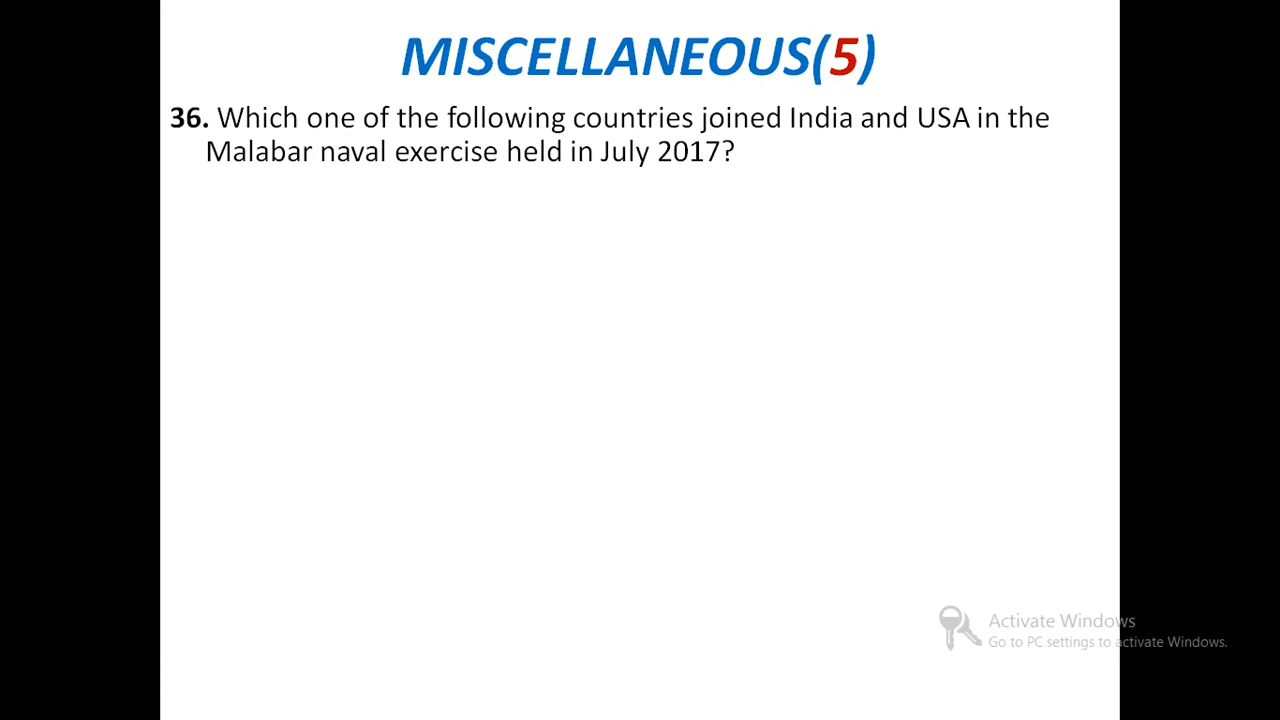 MISCELLANEOUS(5)
36. Which one of the following countries joined India and USA in the
Malabar naval exercise held in July 2017?
Activate Windows
Go to PC settings to activate Windows.